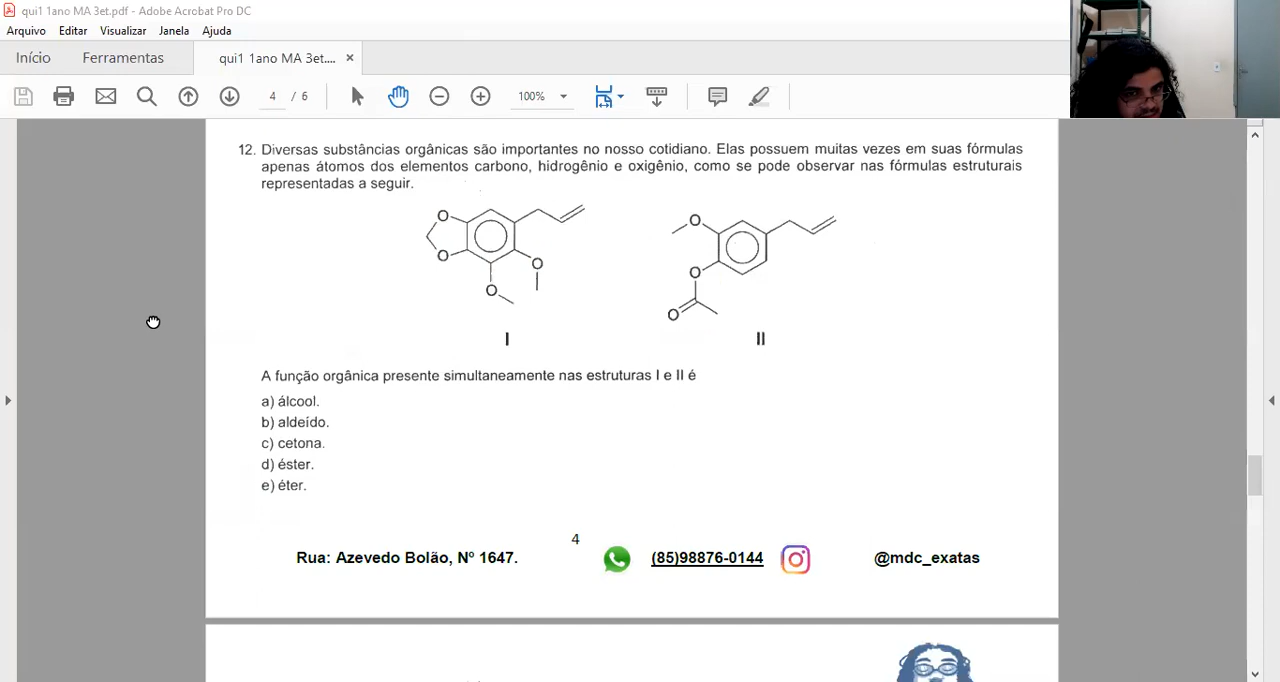 qui1 1ano MA 3et.pdf - Adobe Acrobat Pro DC
Arquivo Editar Visualizar Janela Ajuda
Início Ferramentas qui1 1ano MA 3et.... ×
4 / 6 100%
12. Diversas substâncias orgânicas são importantes no nosso cotidiano. Elas possuem muitas vezes em suas fórmulas
apenas átomos dos elementos carbono, hidrogênio e oxigênio, como se pode observar nas fórmulas estruturais
representadas a seguir.
O O O O
O O O
I II
A função orgânica presente simultaneamente nas estruturas I e II é
a) álcool.
b) aldeído.
c) cetona.
d) éster.
e) éter.
4
Rua: Azevedo Bolão, Nº 1647. (85)98876-0144 @mdc_exatas